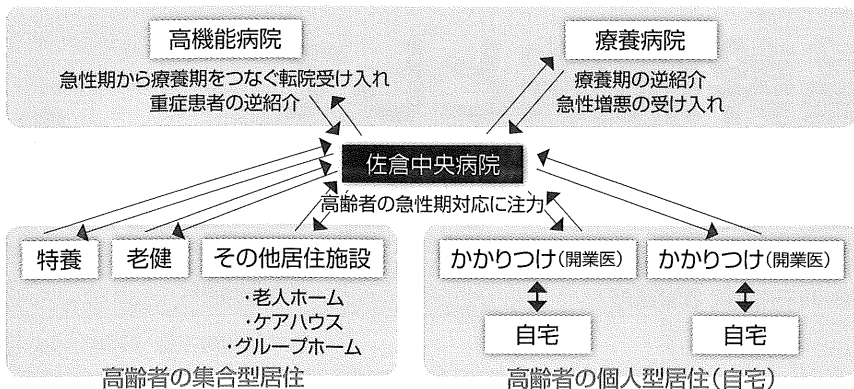 高機能病院
療養病院
急性期から療養期をつなぐ転院受け入れ
重症患者の逆紹介
療養期の逆紹介
急性増悪の受け入れ
佐倉中央病院
高齢者の急性期対応に注力
特養
老健
その他居住施設
・老人ホーム
・ケアハウス
・グループホーム
高齢者の集合型居住
かかりつけ(開業医)
かかりつけ(開業医)
自宅
自宅
高齢者の個人型居住(自宅)